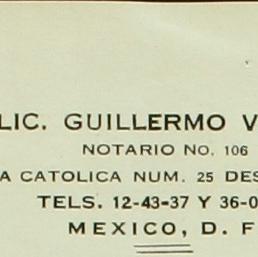 LIC. GUILLERMO V
NOTARIO NO. 106
A CATOLICA NUM. 25 DES
TELS. 12-43-37 Y 36-0
MEXICO, D. F